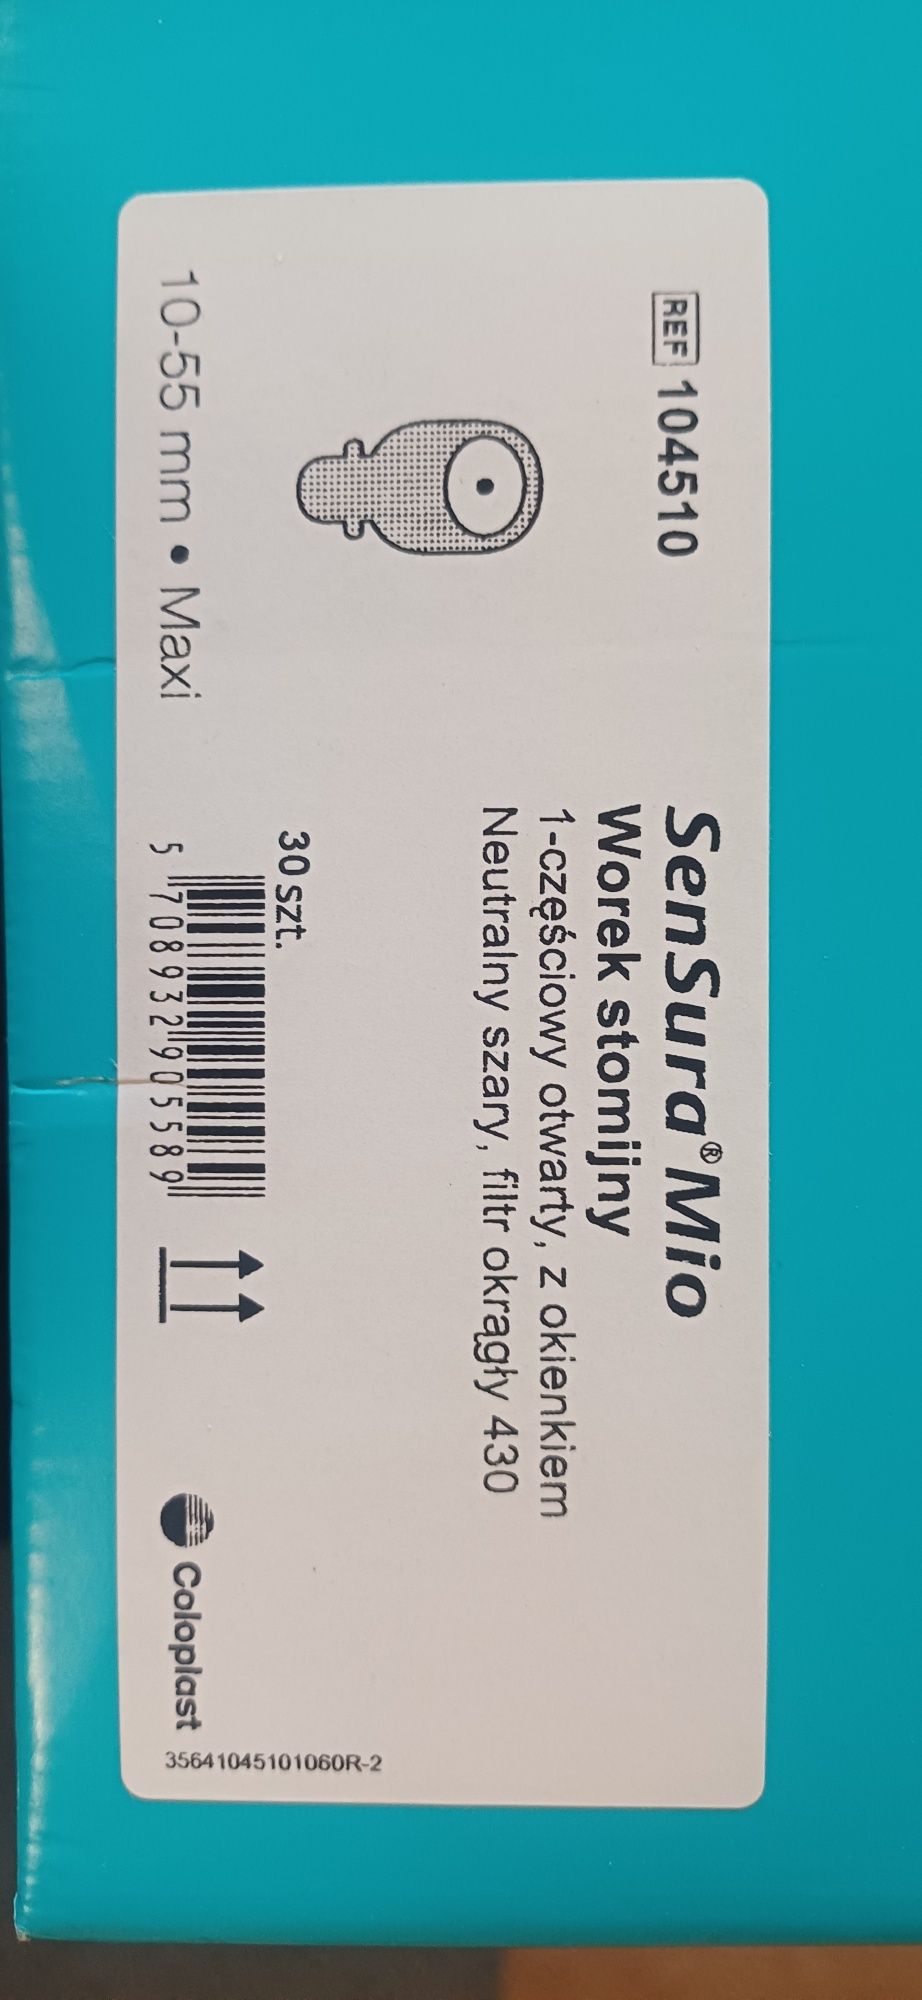 REF 104510
SenSura® Mio
Worek stomijny
1-częściowy otwarty, z okienkiem
Neutralny szary, filtr okrągły 430
30 szt.
10-55 mm • Maxi
5 708932 905589
Coloplast
35641045101060R-2